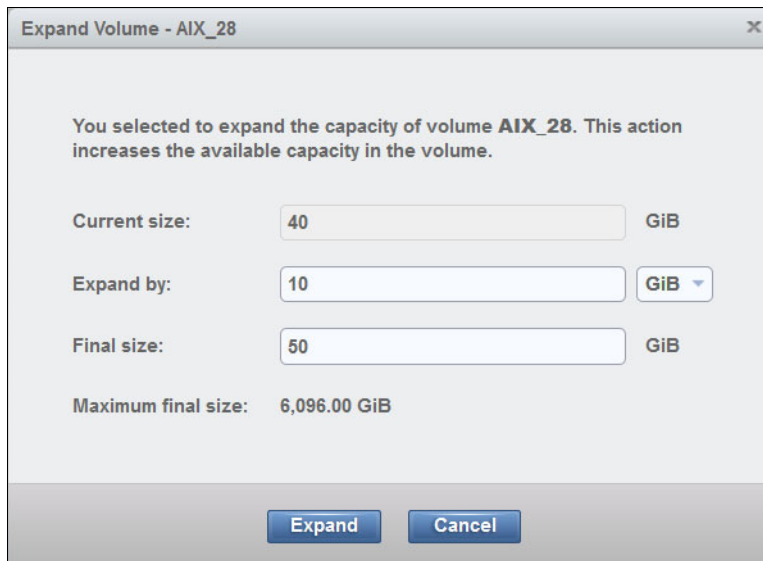 Expand Volume - AIX_28
You selected to expand the capacity of volume AIX_28. This action
increases the available capacity in the volume.
Current size: 40 GiB
Expand by: 10 GiB
Final size: 50 GiB
Maximum final size: 6,096.00 GiB
Expand Cancel